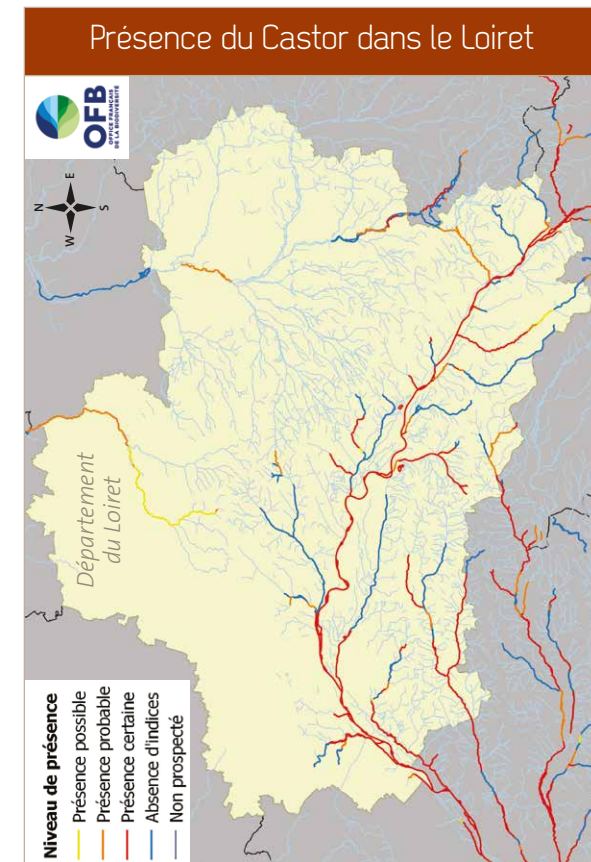 Présence du Castor dans le Loiret
OFB
OFFICE FRANÇAIS
DE LA BIODIVERSITÉ
N
E
S
W
Département
du Loiret
Niveau de présence
Présence possible
Présence probable
Présence certaine
Absence d'indices
Non prospecté